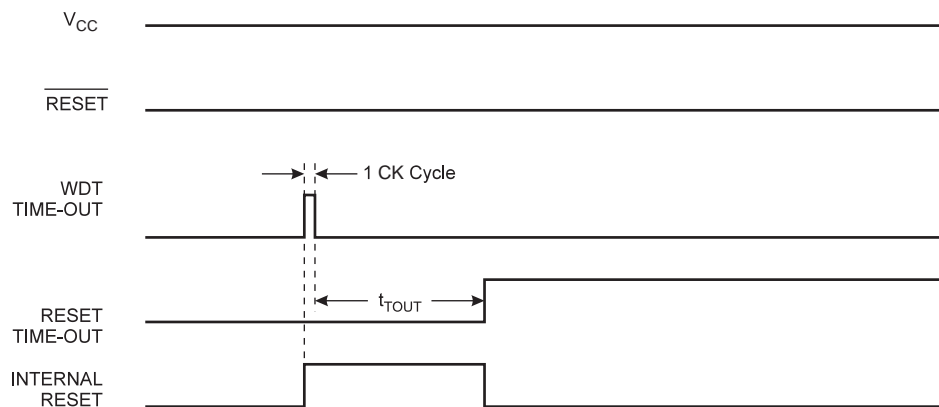 VCC
RESET
1 CK Cycle
WDT
TIME-OUT
tTOUT
RESET
TIME-OUT
INTERNAL
RESET